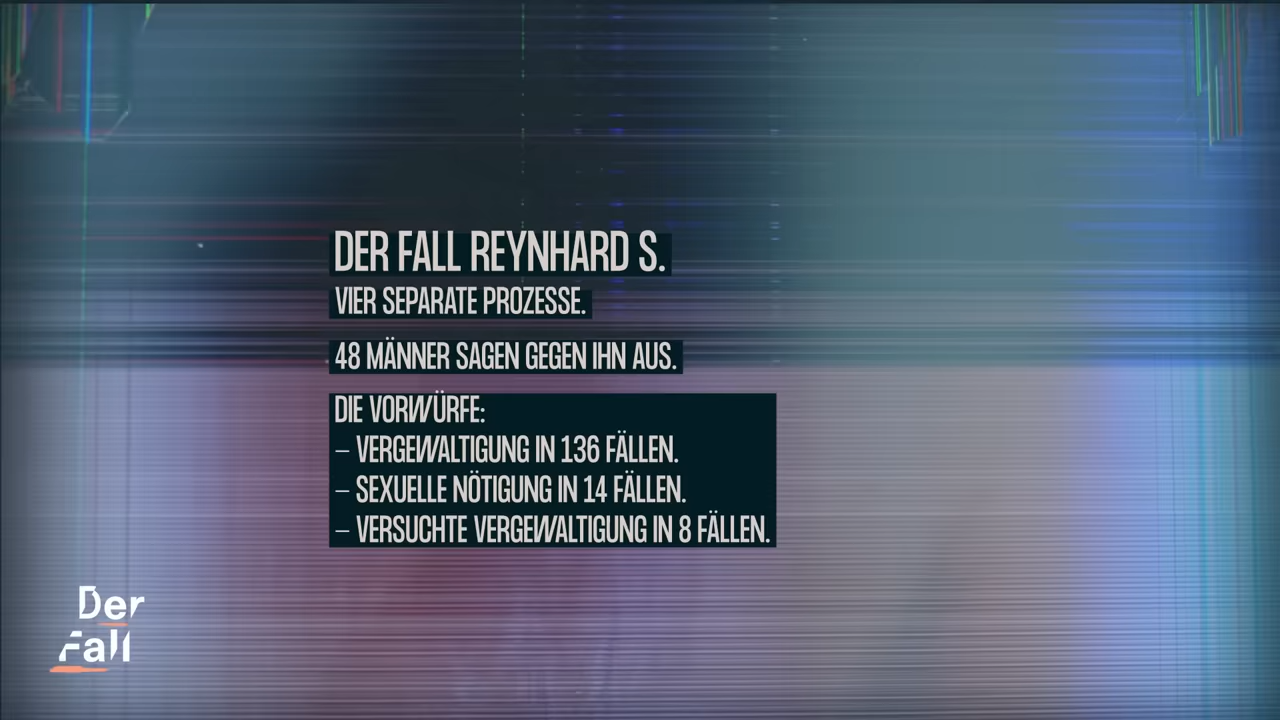 DER FALL REYNHARD S.
VIER SEPARATE PROZESSE.
48 MÄNNER SAGEN GEGEN IHN AUS.
DIE VORWÜRFE:
– VERGEWALTIGUNG IN 136 FÄLLEN.
– SEXUELLE NÖTIGUNG IN 14 FÄLLEN.
– VERSUCHTE VERGEWALTIGUNG IN 8 FÄLLEN.
Der
Fall